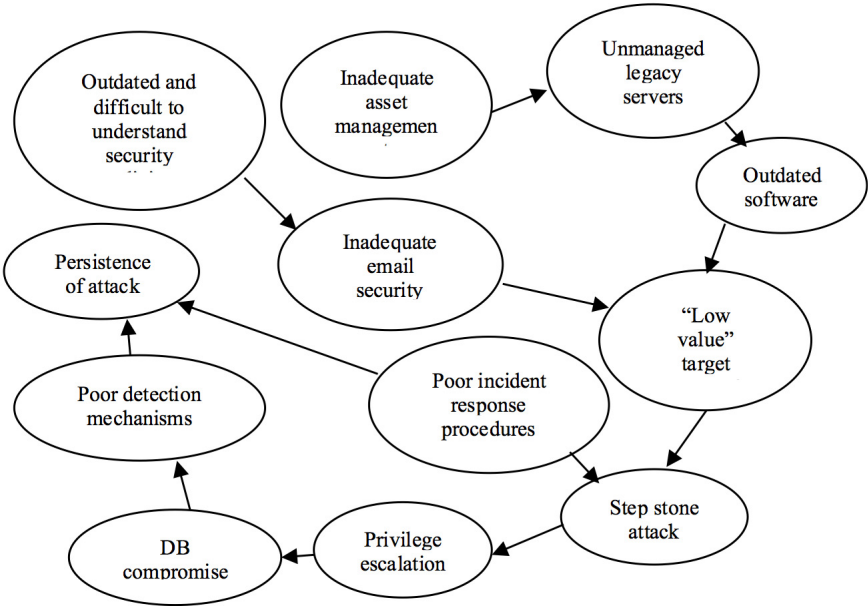 Outdated and
difficult to
understand
security
Inadequate
asset
managemen
Unmanaged
legacy
servers
Outdated
software
Persistence
of attack
Inadequate
email
security
“Low
value”
target
Poor detection
mechanisms
Poor incident
response
procedures
Step stone
attack
Privilege
escalation
DB
compromise